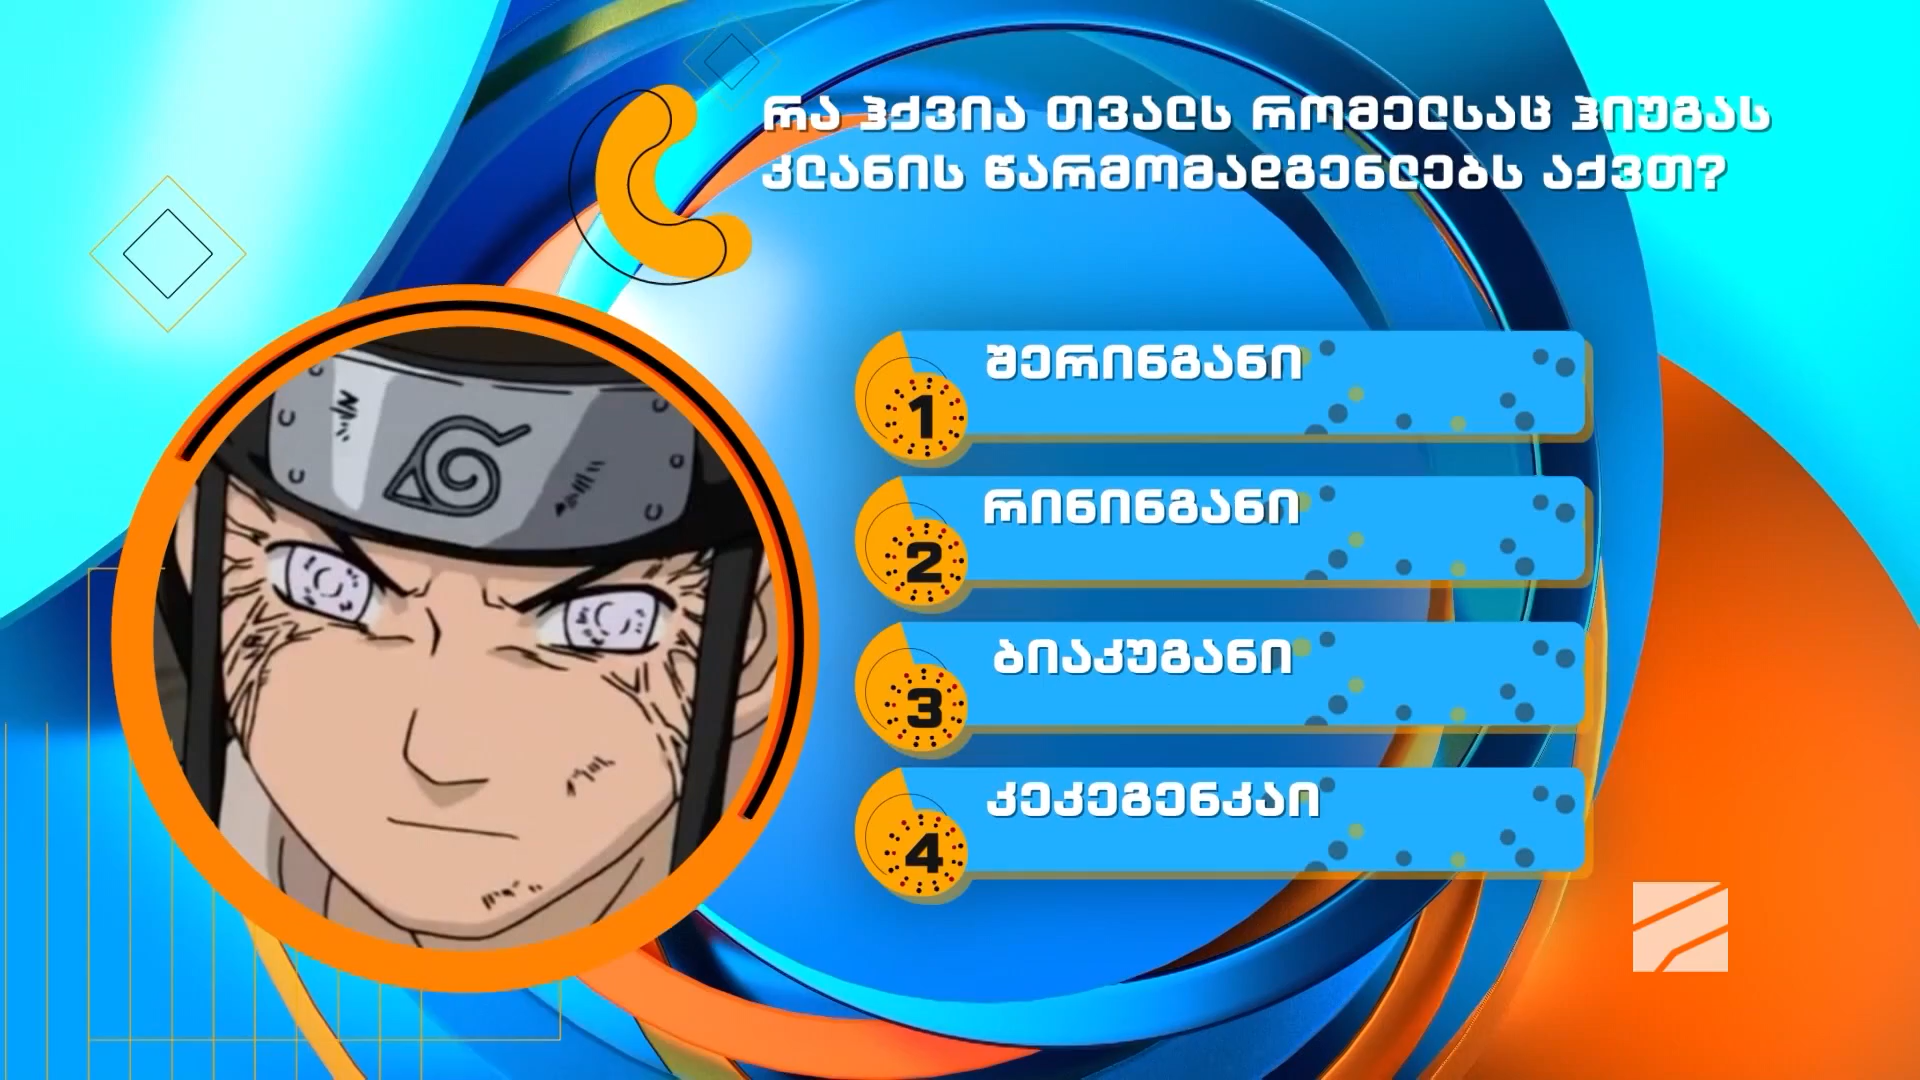 რა ჰქვია თვალს რომელსაც ჰიუგას
კლანის წარმომადგენლებს აქვთ?
1 შერინგანი
2 რინინგანი
3 ბიაკუგანი
4 კეკეგენკაი